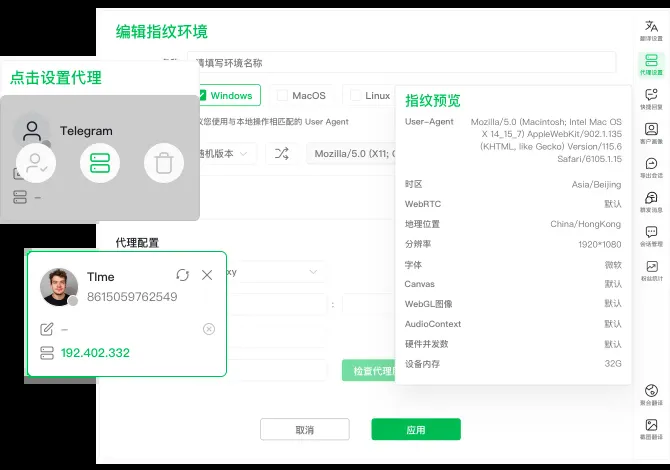 编辑指纹环境
请填写环境名称
点击设置代理
Windows
MacOS
Linux
Telegram
议您使用与本地操作相匹配的 User Agent
随机版本
Mozilla/5.0 (X11;
–
代理配置
xy
:
TIme
8615059762549
–
192.402.332
检查代理
取消
应用
指纹预览
User-Agent
Mozilla/5.0 (Macintosh; Intel Mac OS
X 14_15_7) AppleWebKit/902.1.135
(KHTML, like Gecko) Version/115.6
Safari/6105.1.15
时区 Asia/Beijing
WebRTC 默认
地理位置 China/HongKong
分辨率 1920*1080
字体 微软
Canvas 默认
WebGL图像 默认
AudioContext 默认
硬件并发数 默认
设备内存 32G
翻译设置
代理设置
快捷回复
客户画像
导出会话
群发消息
会话管理
粉丝统计
聚合翻译
截图翻译